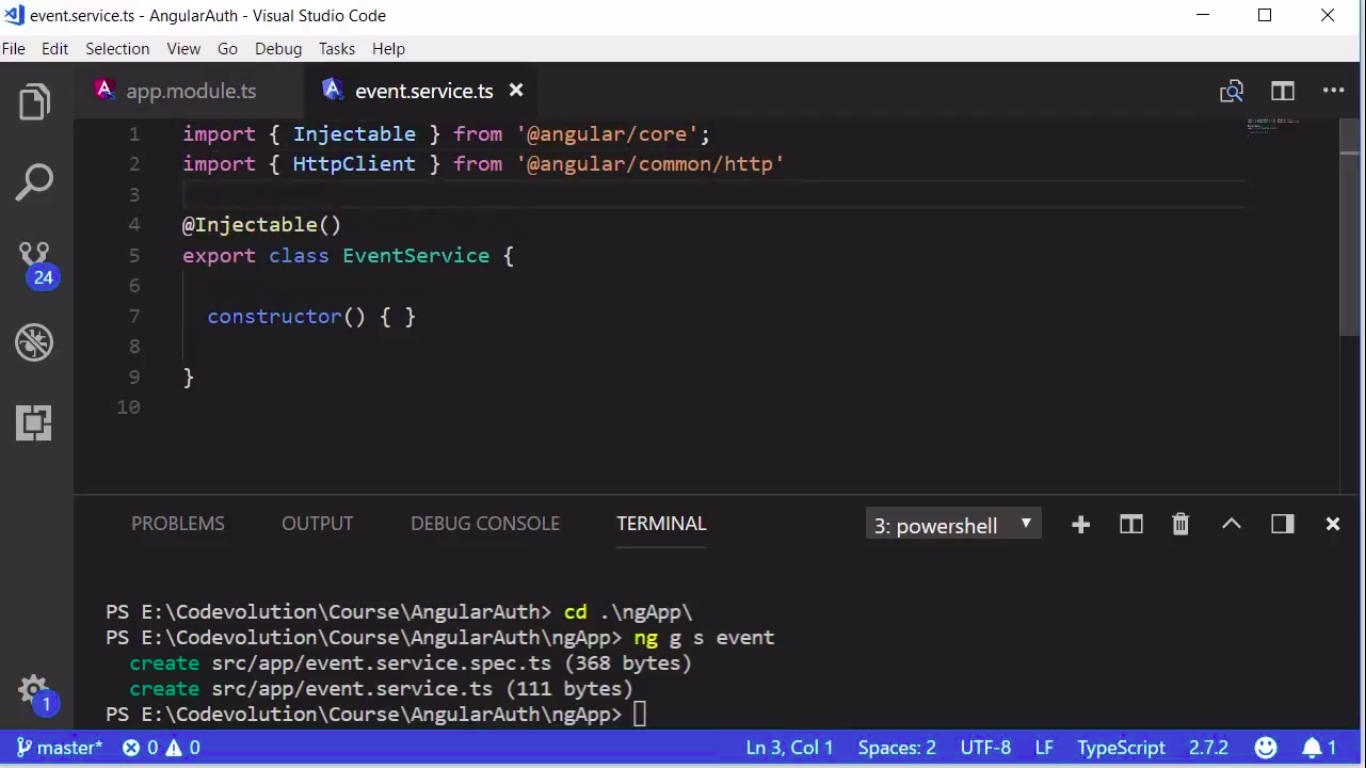 event.service.ts - AngularAuth - Visual Studio Code
File Edit Selection View Go Debug Tasks Help
app.module.ts event.service.ts
1 import { Injectable } from '@angular/core';
2 import { HttpClient } from '@angular/common/http'
3
4 @Injectable()
5 export class EventService {
6
7 constructor() { }
8
9 }
10
24
PROBLEMS OUTPUT DEBUG CONSOLE TERMINAL 3: powershell
PS E:\Codevolution\Course\AngularAuth> cd .\ngApp\
PS E:\Codevolution\Course\AngularAuth\ngApp> ng g s event
create src/app/event.service.spec.ts (368 bytes)
create src/app/event.service.ts (111 bytes)
PS E:\Codevolution\Course\AngularAuth\ngApp>
1
master* 0 0 Ln 3, Col 1 Spaces: 2 UTF-8 LF TypeScript 2.7.2 1